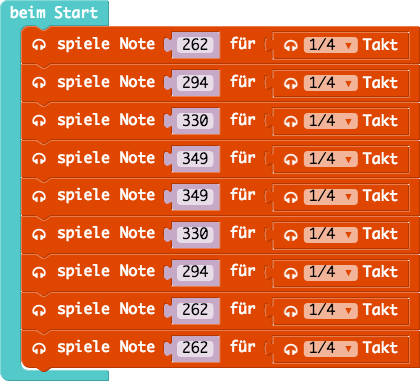 beim Start
spiele Note 262 für 1/4 Takt
spiele Note 294 für 1/4 Takt
spiele Note 330 für 1/4 Takt
spiele Note 349 für 1/4 Takt
spiele Note 349 für 1/4 Takt
spiele Note 330 für 1/4 Takt
spiele Note 294 für 1/4 Takt
spiele Note 262 für 1/4 Takt
spiele Note 262 für 1/4 Takt